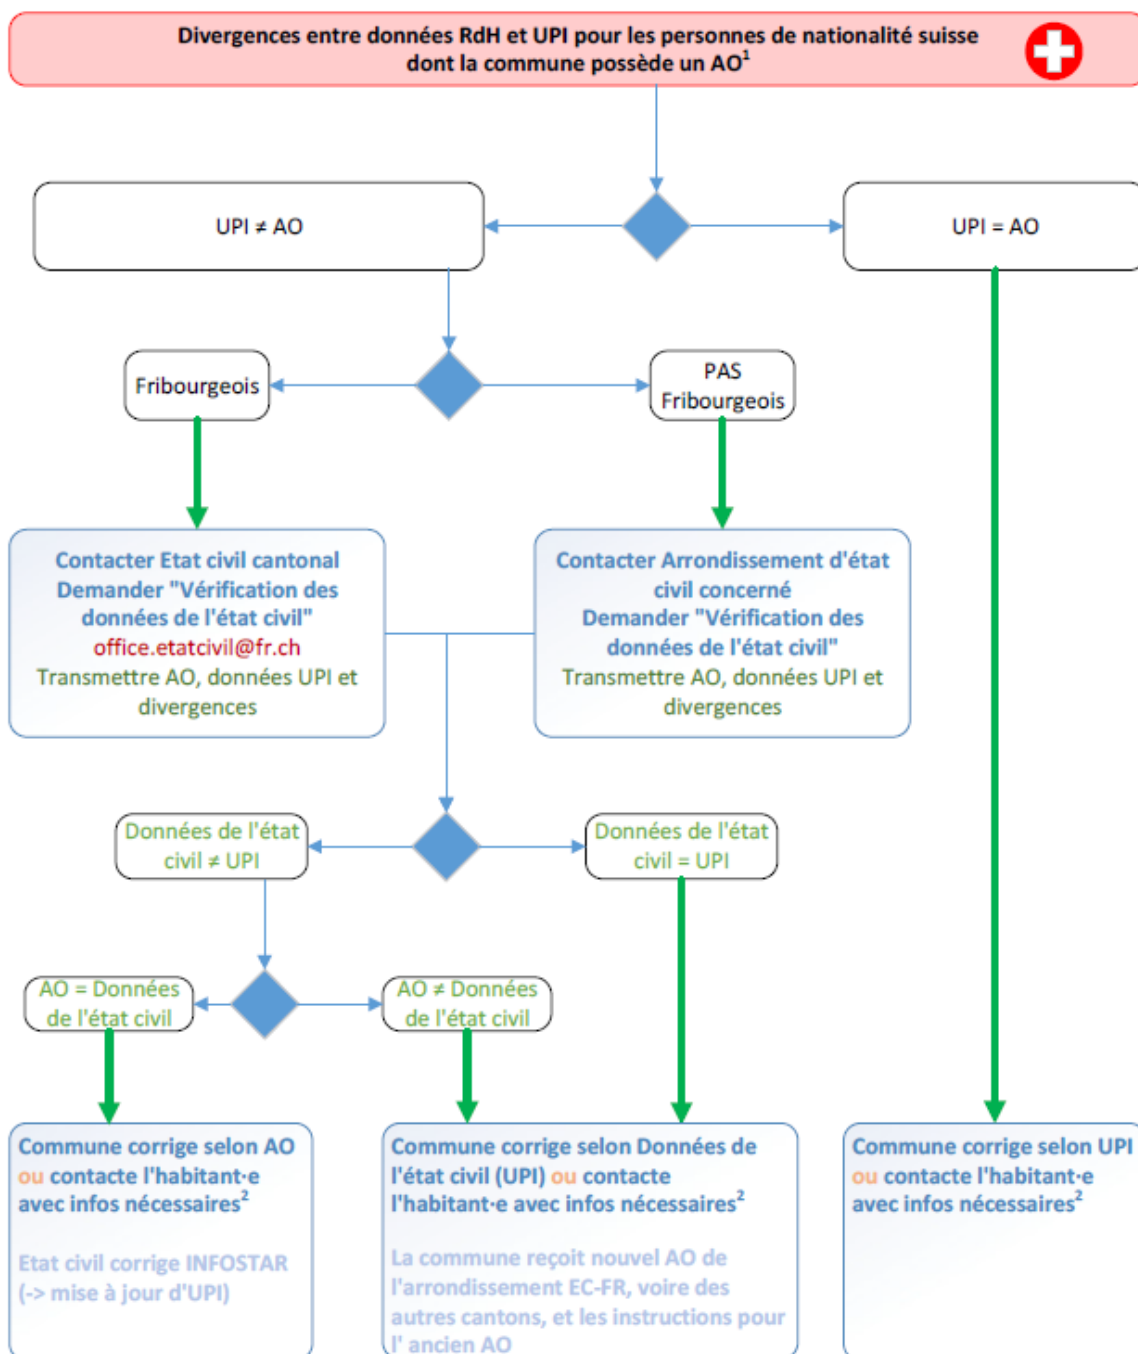 Divergences entre données RdH et UPI pour les personnes de nationalité suisse
dont la commune possède un AO¹
UPI ≠ AO
UPI = AO
Fribourgeois
PAS
Fribourgeois
Contacter Etat civil cantonal
Demander "Vérification des
données de l'état civil"
office.etatcivil@fr.ch
Transmettre AO, données UPI et
divergences
Contacter Arrondissement d'état
civil concerné
Demander "Vérification des
données de l'état civil"
Transmettre AO, données UPI et
divergences
Données de l'état
civil ≠ UPI
Données de l'état
civil = UPI
AO = Données
de l'état civil
AO ≠ Données
de l'état civil
Commune corrige selon AO
ou contacte l'habitant·e
avec infos nécessaires²
Etat civil corrige INFOSTAR
(-> mise à jour d'UPI)
Commune corrige selon Données de
l'état civil (UPI) ou contacte
l'habitant·e avec infos nécessaires²
La commune reçoit nouvel AO de
l'arrondissement EC-FR, voire des
autres cantons, et les instructions pour
l' ancien AO
Commune corrige selon UPI
ou contacte l'habitant·e
avec infos nécessaires²